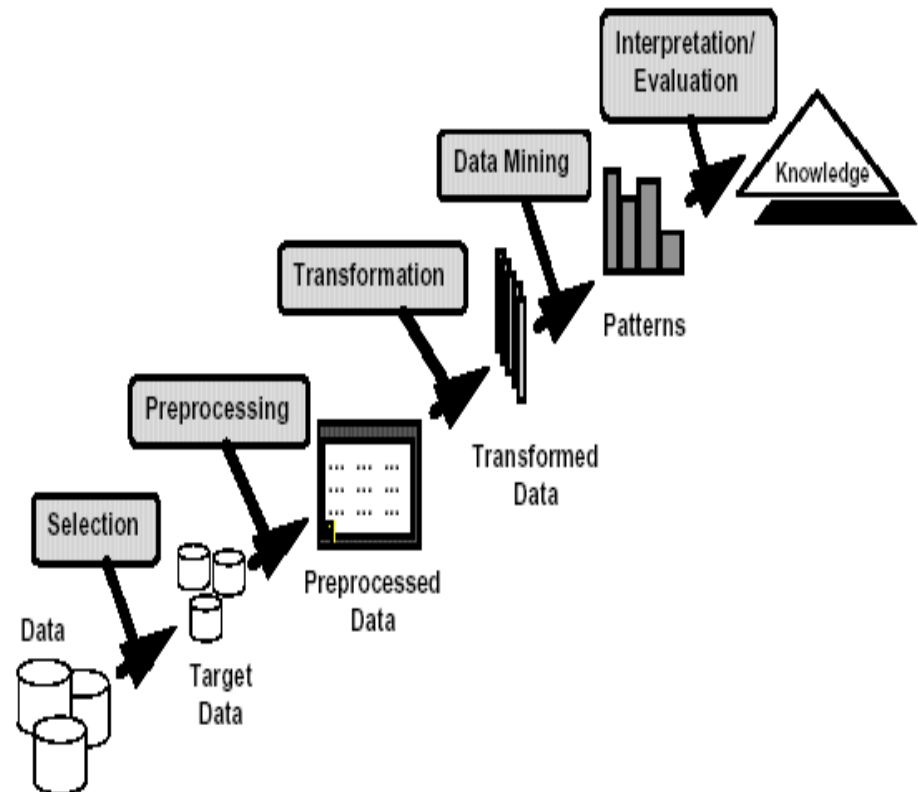 Interpretation/
Evaluation
Knowledge
Data Mining
Patterns
Transformation
Transformed
Data
Preprocessing
Preprocessed
Data
Selection
Target
Data
Data